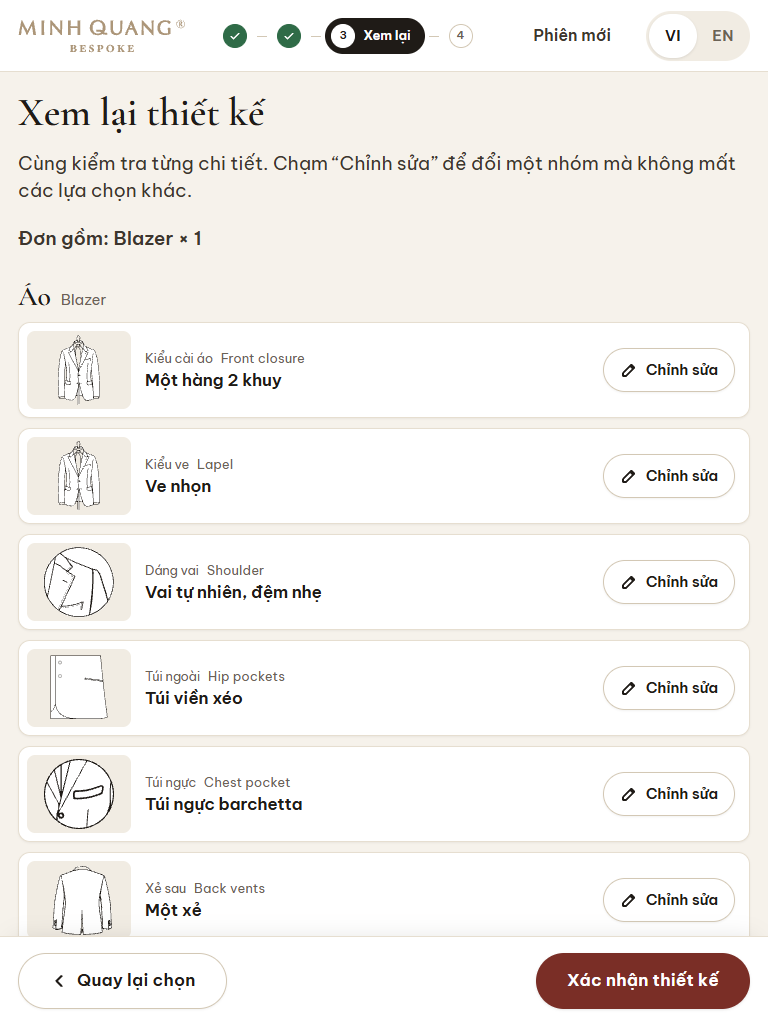 MINH QUANG®
BESPOKE
3 Xem lại
4
Phiên mới
VI
EN
Xem lại thiết kế
Cùng kiểm tra từng chi tiết. Chạm “Chỉnh sửa” để đổi một nhóm mà không mất
các lựa chọn khác.
Đơn gồm: Blazer × 1
Áo Blazer
Kiểu cài áo Front closure
Một hàng 2 khuy
Chỉnh sửa
Kiểu ve Lapel
Ve nhọn
Chỉnh sửa
Dáng vai Shoulder
Vai tự nhiên, đệm nhẹ
Chỉnh sửa
Túi ngoài Hip pockets
Túi viền xéo
Chỉnh sửa
Túi ngực Chest pocket
Túi ngực barchetta
Chỉnh sửa
Xẻ sau Back vents
Một xẻ
Chỉnh sửa
Quay lại chọn
Xác nhận thiết kế